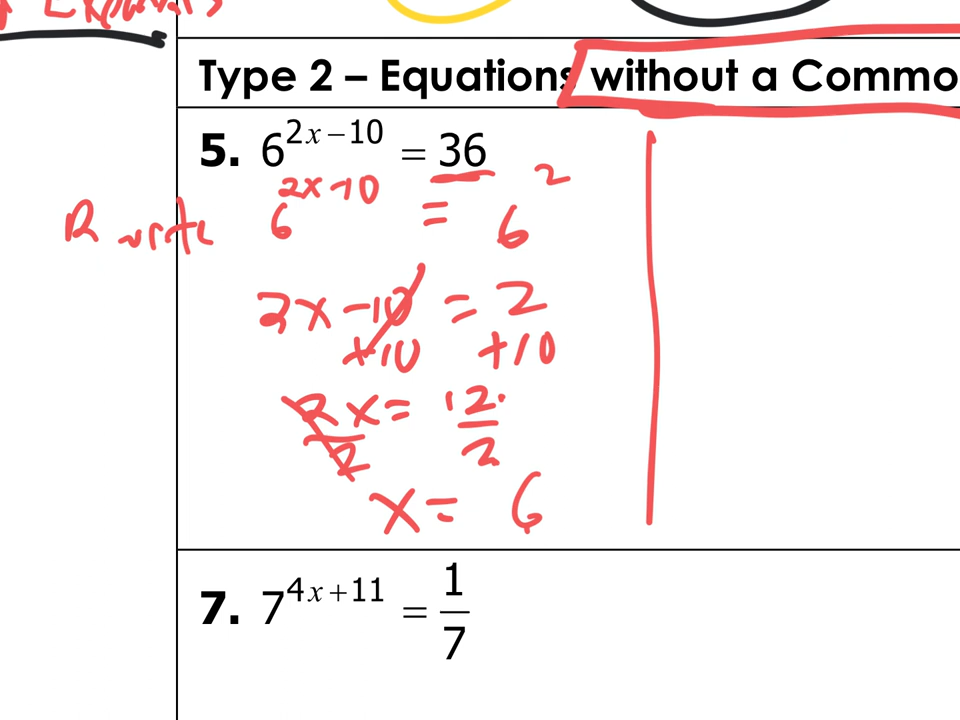 Type 2 – Equations without a Commo
5. 6^{2x-10} = 36
Rewrite 6^{2x-10} = 6^2
2x -10 = 2
+10 +10
2x = 12
2 2
x = 6
7. 7^{4x+11} = 1/7